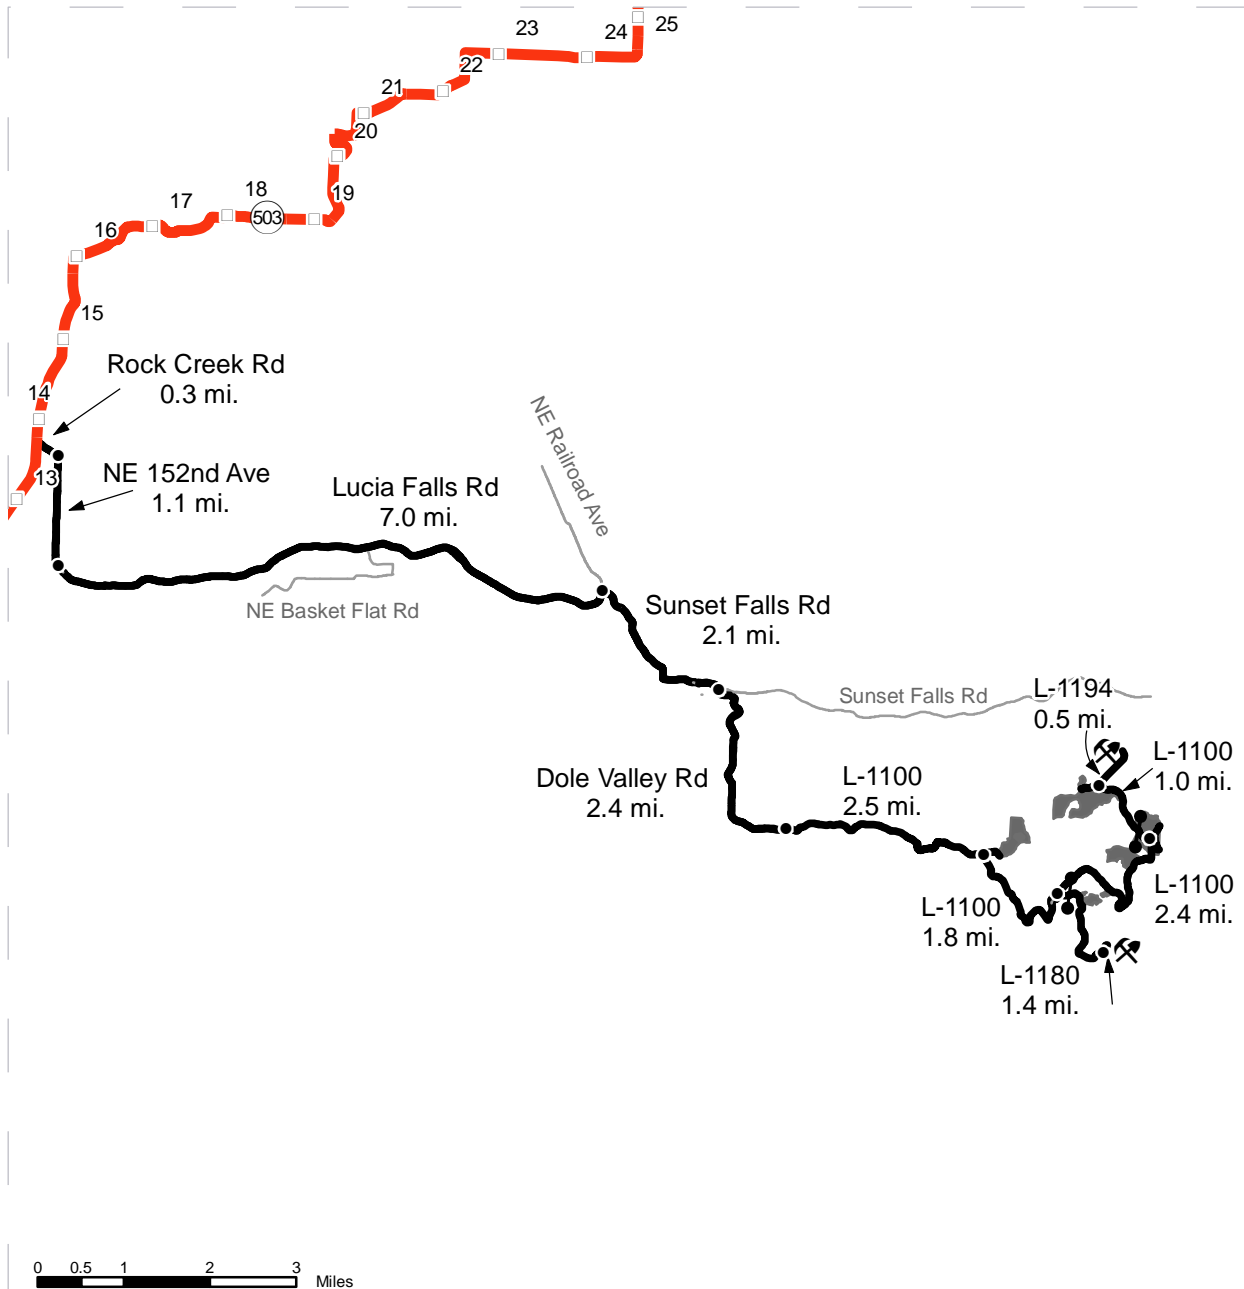 23
24
25
22
21
20
19
18
503
17
16
15
14
13
Rock Creek Rd
0.3 mi.
NE 152nd Ave
1.1 mi.
Lucia Falls Rd
7.0 mi.
NE Railroad Ave
NE Basket Flat Rd
Sunset Falls Rd
2.1 mi.
Sunset Falls Rd
L-1194
0.5 mi.
L-1100
1.0 mi.
Dole Valley Rd
2.4 mi.
L-1100
2.5 mi.
L-1100
2.4 mi.
L-1100
1.8 mi.
L-1180
1.4 mi.
0 0.5 1 2 3
Miles